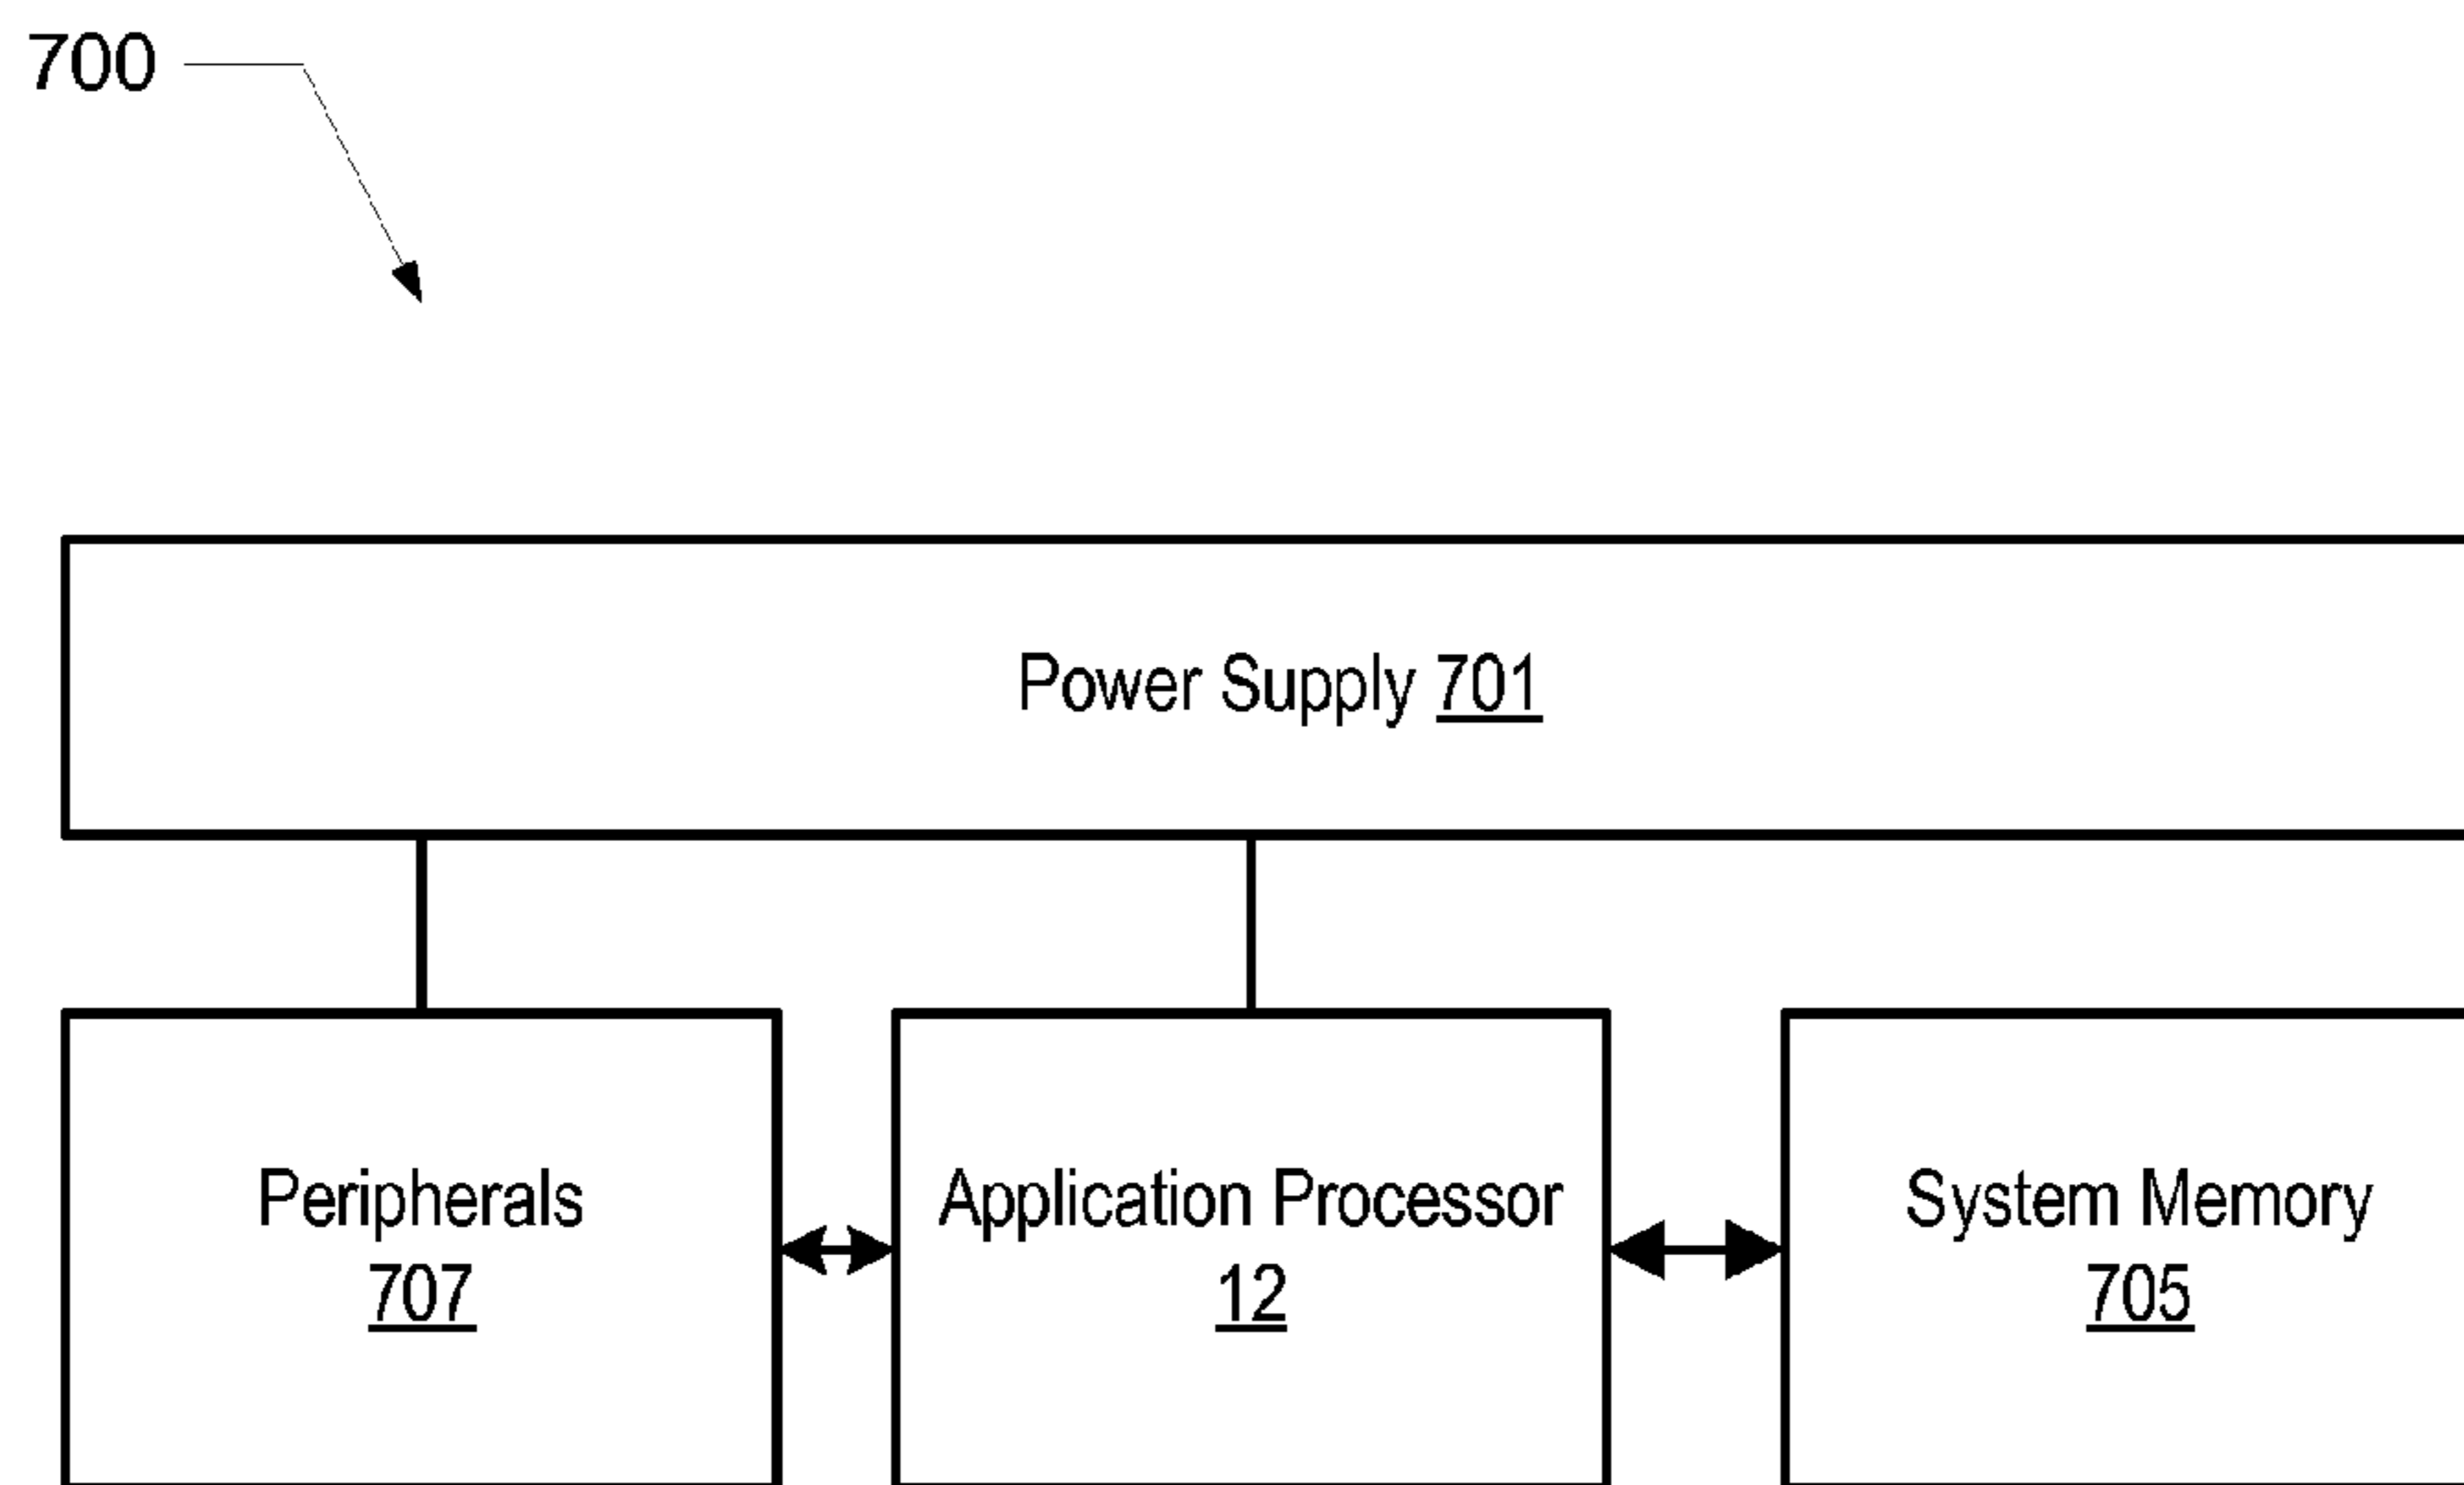 700
Power Supply 701
Peripherals
707
Application Processor
12
System Memory
705